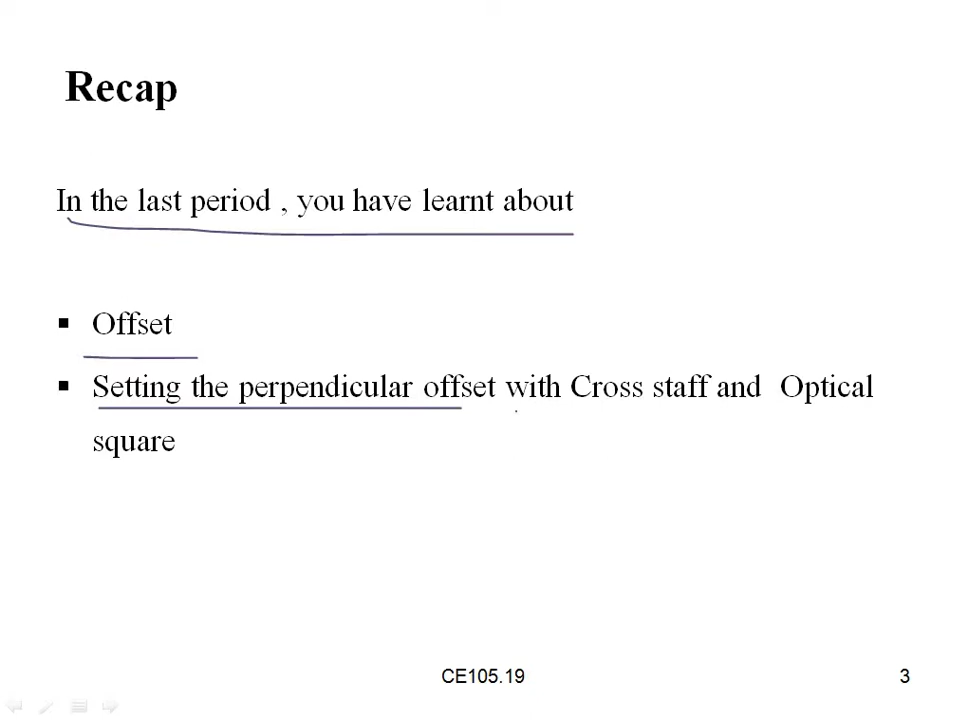 Recap
In the last period , you have learnt about
▪ Offset
▪ Setting the perpendicular offset with Cross staff and Optical
square
CE105.19
3